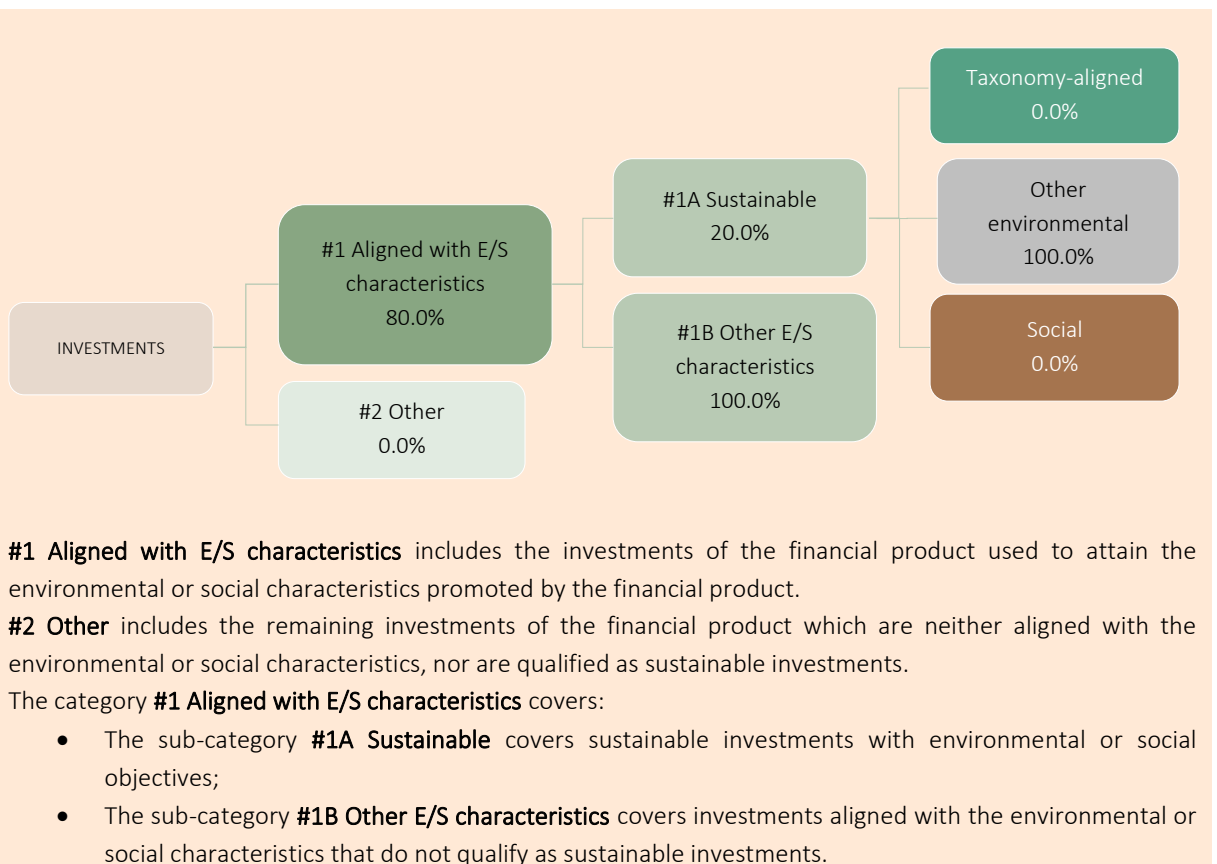 INVESTMENTS
#1 Aligned with E/S
characteristics
80.0%
#2 Other
0.0%
#1A Sustainable
20.0%
#1B Other E/S
characteristics
100.0%
Taxonomy-aligned
0.0%
Other
environmental
100.0%
Social
0.0%
#1 Aligned with E/S characteristics includes the investments of the financial product used to attain the
environmental or social characteristics promoted by the financial product.
#2 Other includes the remaining investments of the financial product which are neither aligned with the
environmental or social characteristics, nor are qualified as sustainable investments.
The category #1 Aligned with E/S characteristics covers:
• The sub-category #1A Sustainable covers sustainable investments with environmental or social
objectives;
• The sub-category #1B Other E/S characteristics covers investments aligned with the environmental or
social characteristics that do not qualify as sustainable investments.